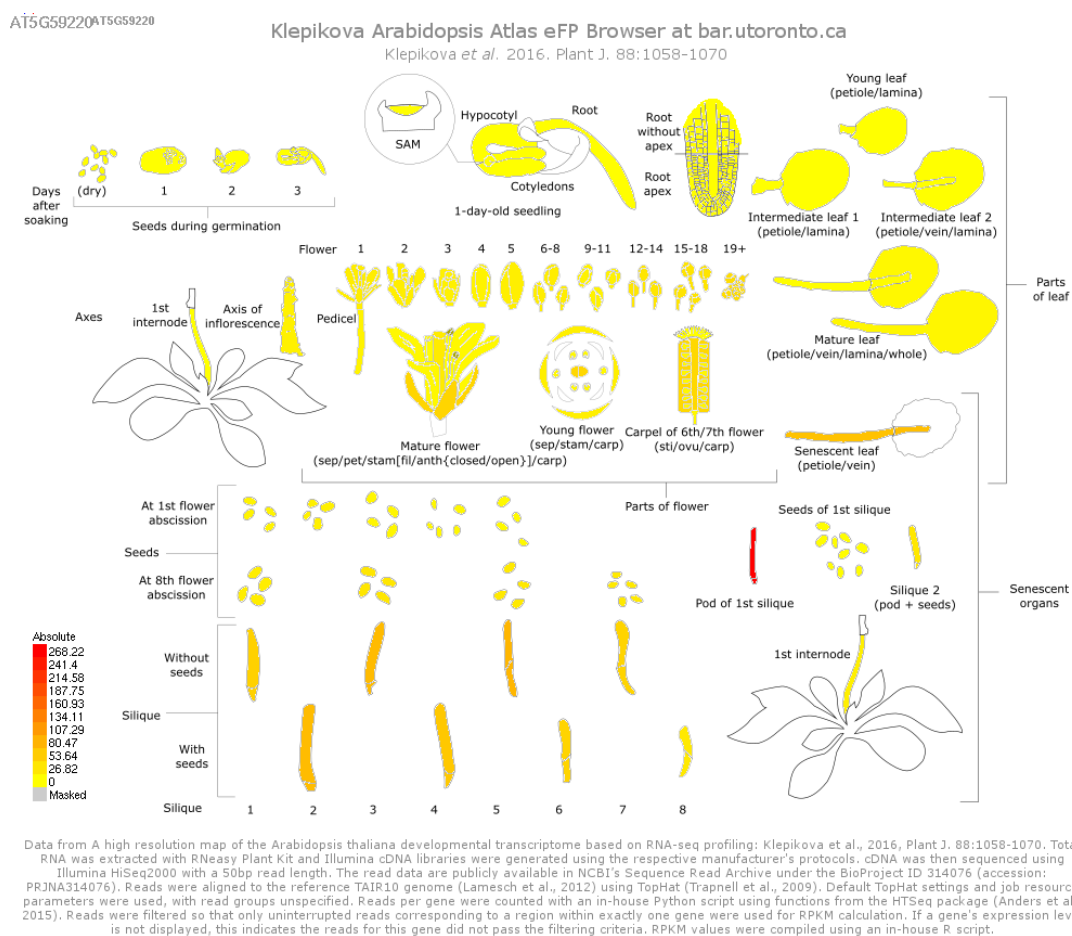 AT5G59220 AT5G59220
Klepikova Arabidopsis Atlas eFP Browser at bar.utoronto.ca
Klepikova et al. 2016. Plant J. 88:1058-1070
Young leaf
(petiole/lamina)
Hypocotyl
Root
SAM
Cotyledons
1-day-old seedling
Root
without
apex
Root
apex
Intermediate leaf 1
(petiole/lamina)
Intermediate leaf 2
(petiole/vein/lamina)
Days
after
soaking
(dry) 1 2 3
Seeds during germination
Flower 1 2 3 4 5 6-8 9-11 12-14 15-18 19+
Axes
1st
internode
Axis of
inflorescence
Pedicel
Parts
of leaf
Mature leaf
(petiole/vein/lamina/whole)
Mature flower
(sep/pet/stam[fil/anth{closed/open}]/carp)
Young flower
(sep/stam/carp)
Carpel of 6th/7th flower
(sti/ovu/carp)
Senescent leaf
(petiole/vein)
Parts of flower
At 1st flower
abscission
Seeds
At 8th flower
abscission
Seeds of 1st silique
Pod of 1st silique
Silique 2
(pod + seeds)
Senescent
organs
1st internode
Without
seeds
Silique
With
seeds
Silique 1 2 3 4 5 6 7 8
Absolute
268.22
241.4
214.58
187.75
160.93
134.11
107.29
80.47
53.64
26.82
0
Masked
Data from A high resolution map of the Arabidopsis thaliana developmental transcriptome based on RNA-seq profiling: Klepikova et al., 2016, Plant J. 88:1058-1070. Tota
RNA was extracted with RNeasy Plant Kit and Illumina cDNA libraries were generated using the respective manufacturer's protocols. cDNA was then sequenced using
Illumina HiSeq2000 with a 50bp read length. The read data are publicly available in NCBI's Sequence Read Archive under the BioProject ID 314076 (accession:
PRJNA314076). Reads were aligned to the reference TAIR10 genome (Lamesch et al., 2012) using TopHat (Trapnell et al., 2009). Default TopHat settings and job resourc
parameters were used, with read groups unspecified. Reads per gene were counted with an in-house Python script using functions from the HTSeq package (Anders et al
2015). Reads were filtered so that only uninterrupted reads corresponding to a region within exactly one gene were used for RPKM calculation. If a gene's expression lev
is not displayed, this indicates the reads for this gene did not pass the filtering criteria. RPKM values were compiled using an in-house R script.